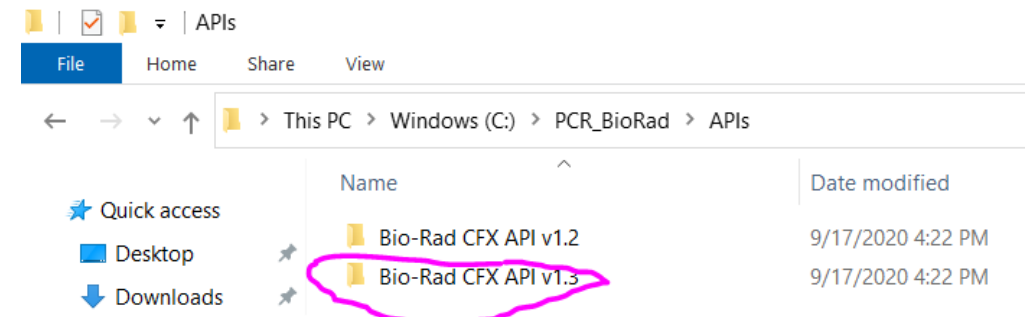 APIs
File Home Share View
This PC > Windows (C:) > PCR_BioRad > APIs
Name Date modified
Quick access
Bio-Rad CFX API v1.2 9/17/2020 4:22 PM
Desktop
Bio-Rad CFX API v1.3 9/17/2020 4:22 PM
Downloads